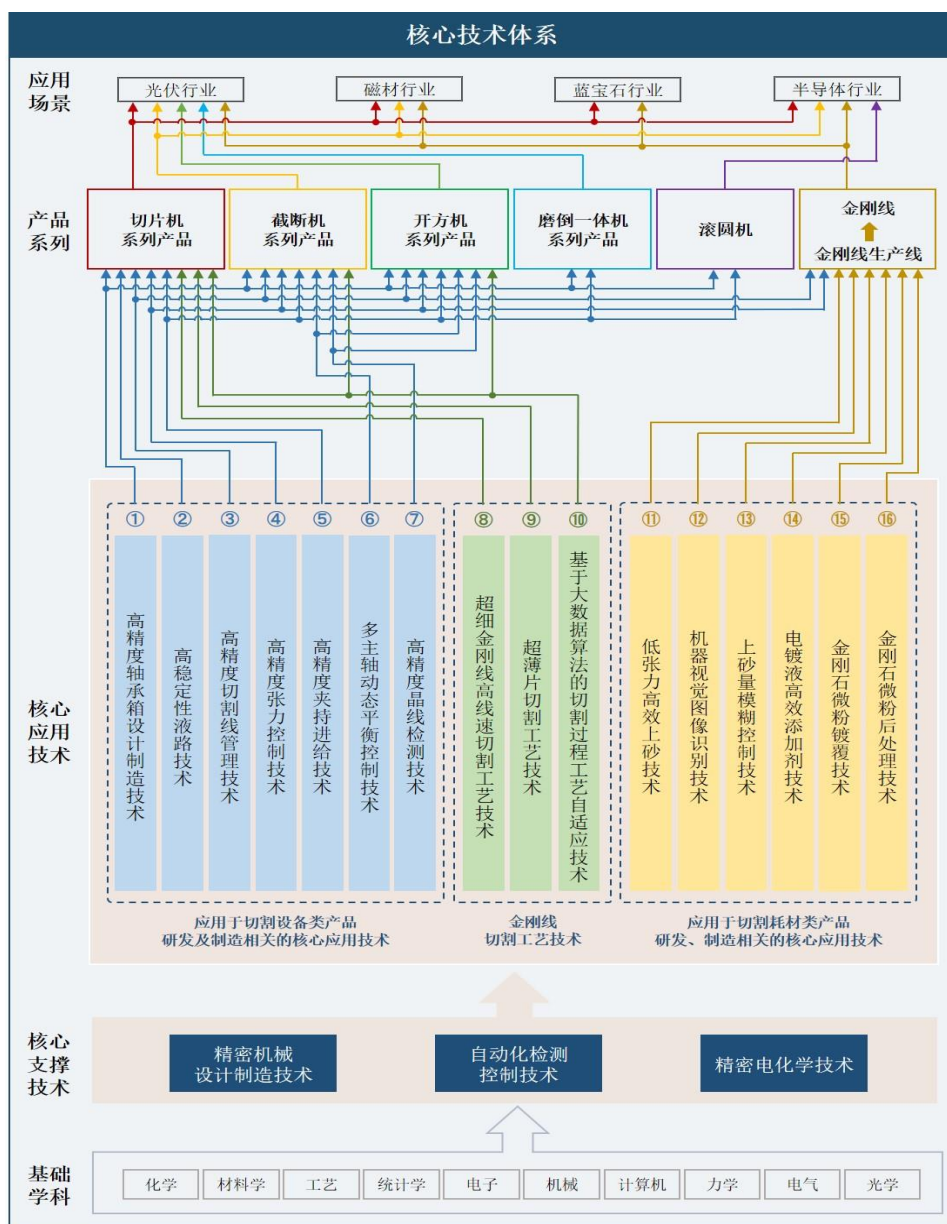 核心技术体系
应用
场景
光伏行业
磁材行业
蓝宝石行业
半导体行业
产品
系列
切片机
系列产品
截断机
系列产品
开方机
系列产品
磨倒一体机
系列产品
滚圆机
金刚线
金刚线生产线
核心
应用
技术
①
②
③
④
⑤
⑥
⑦
⑧
⑨
⑩
⑪
⑫
⑬
⑭
⑮
⑯
高精度轴承箱设计制造技术
高稳定性液路技术
高精度切割线管理技术
高精度张力控制技术
高精度夹持进给技术
多主轴动态平衡控制技术
高精度晶线检测技术
超细金刚线高线速切割工艺技术
超薄片切割工艺技术
基于大数据算法的切割过程工艺自适应技术
低张力高效上砂技术
机器视觉图像识别技术
上砂量模糊控制技术
电镀液高效添加剂技术
金刚石微粉镀覆技术
金刚石微粉后处理技术
应用于切割设备类产品
研发及制造相关的核心应用技术
金刚线
切割工艺技术
应用于切割耗材类产品
研发、制造相关的核心应用技术
核心
支撑
技术
精密机械
设计制造技术
自动化检测
控制技术
精密电化学技术
基础
学科
化学
材料学
工艺
统计学
电子
机械
计算机
力学
电气
光学